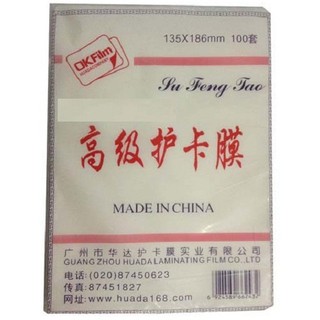 135X186mm 100套
OKFilm
Su Feng Tao
高级护卡膜
MADE IN CHINA
广州市华达护卡膜实业有限公司
GUANG ZHOU HUADA LAMINATING FILM CO.,LTD
电话：(020)87450623
传真：87451827
网址：www.huada168.com